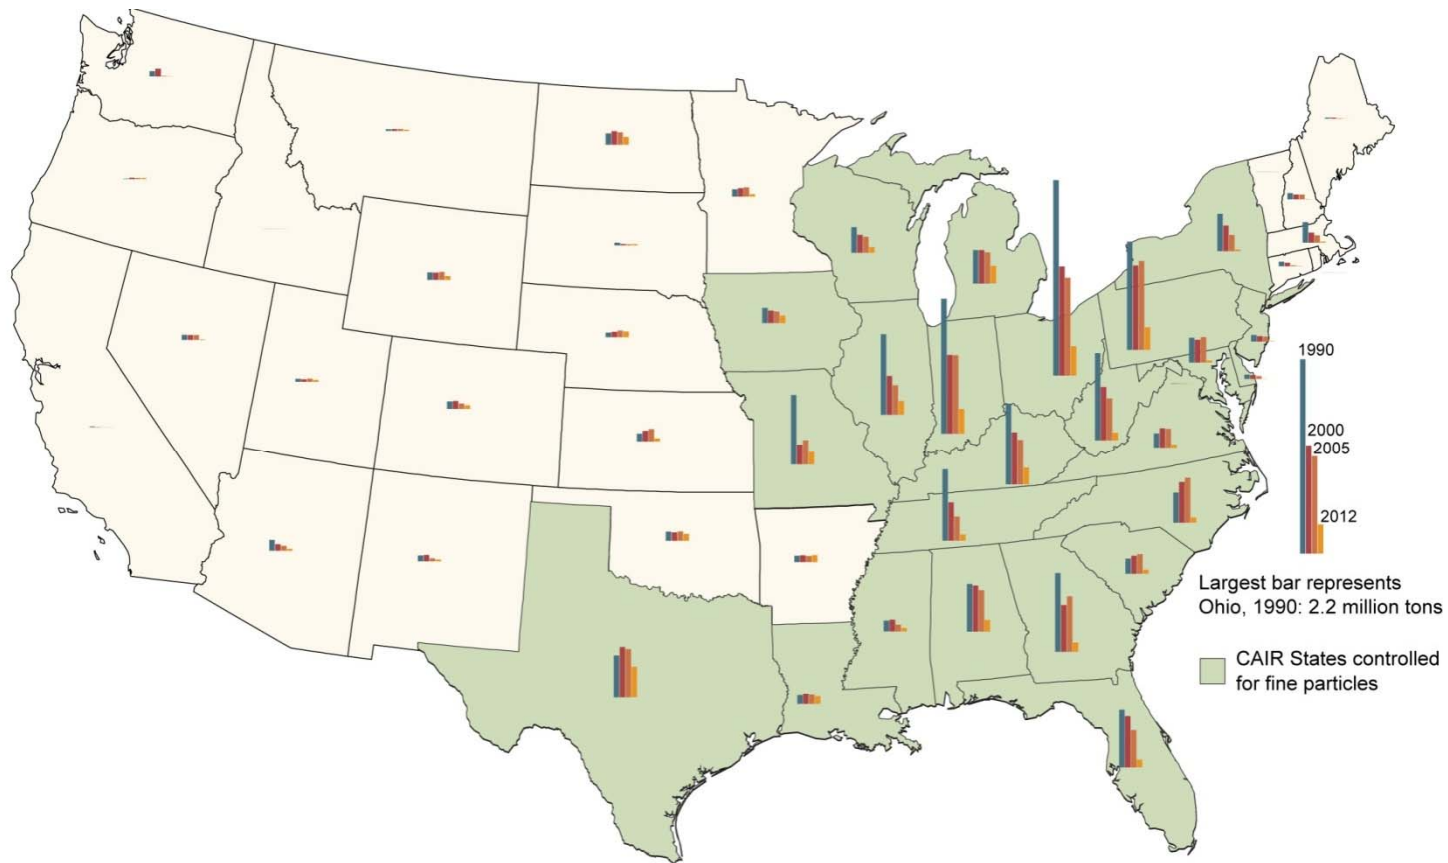 1990
2000
2005
2012
Largest bar represents
Ohio, 1990: 2.2 million tons
CAIR States controlled
for fine particles